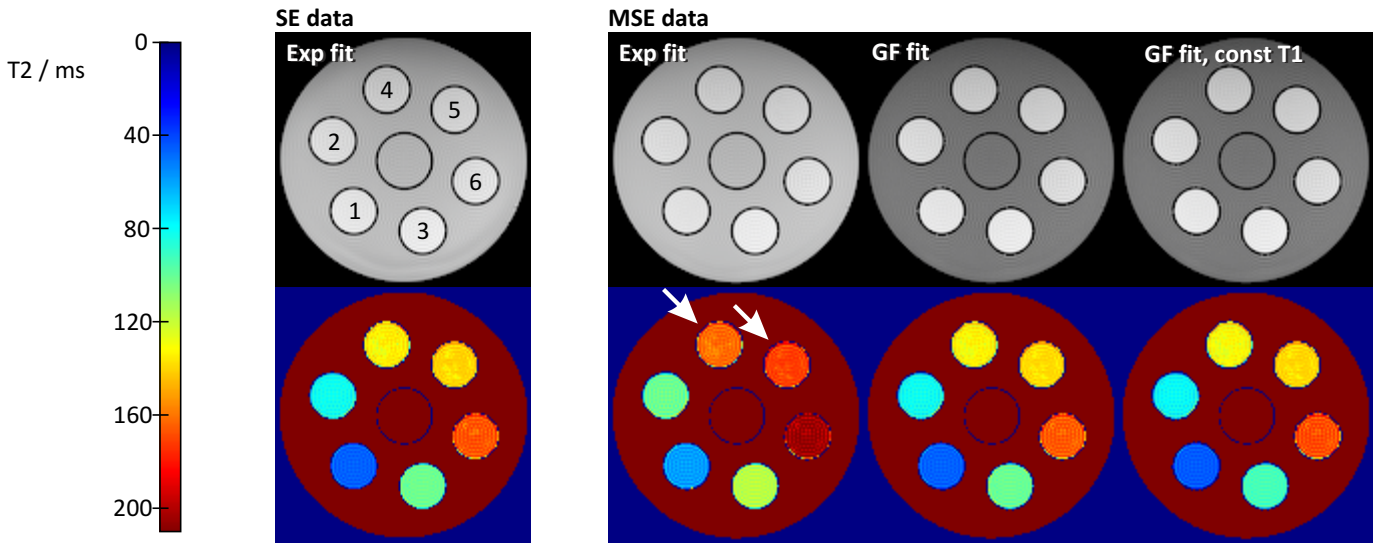 SE data
MSE data
T2 / ms
0
40
80
120
160
200
Exp fit
4
5
2
6
1
3
Exp fit
GF fit
GF fit, const T1